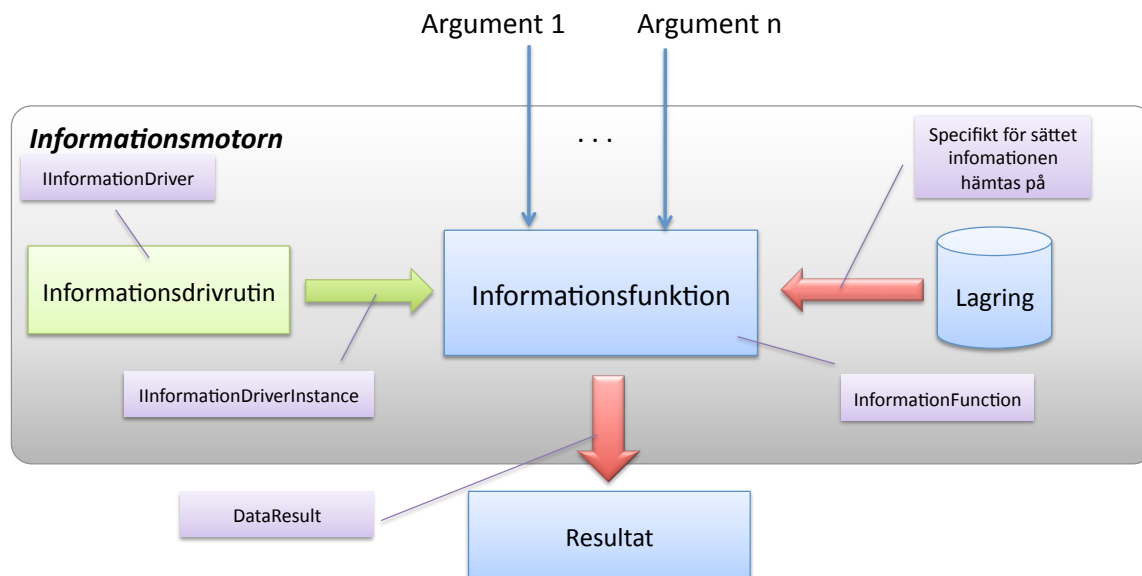 Argument 1
Argument n
Informationsmotorn
. . .
Specifikt för sättet
infomationen
hämtas på
IInformationDriver
Informationsdrivrutin
Informationsfunktion
Lagring
IInformationDriverInstance
InformationFunction
DataResult
Resultat